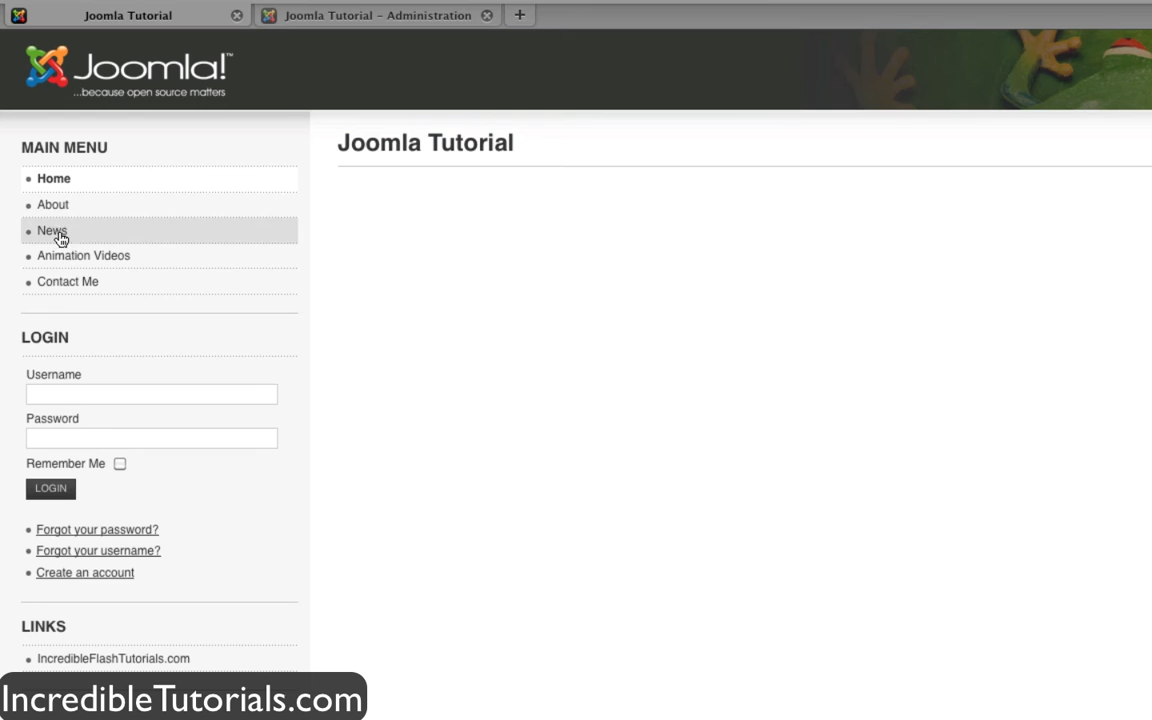 Joomla Tutorial
Joomla Tutorial – Administration
Joomla!™
...because open source matters
MAIN MENU
Home
About
News
Animation Videos
Contact Me
LOGIN
Username
Password
Remember Me
LOGIN
Forgot your password?
Forgot your username?
Create an account
LINKS
IncredibleFlashTutorials.com
IncredibleTutorials.com
Joomla Tutorial